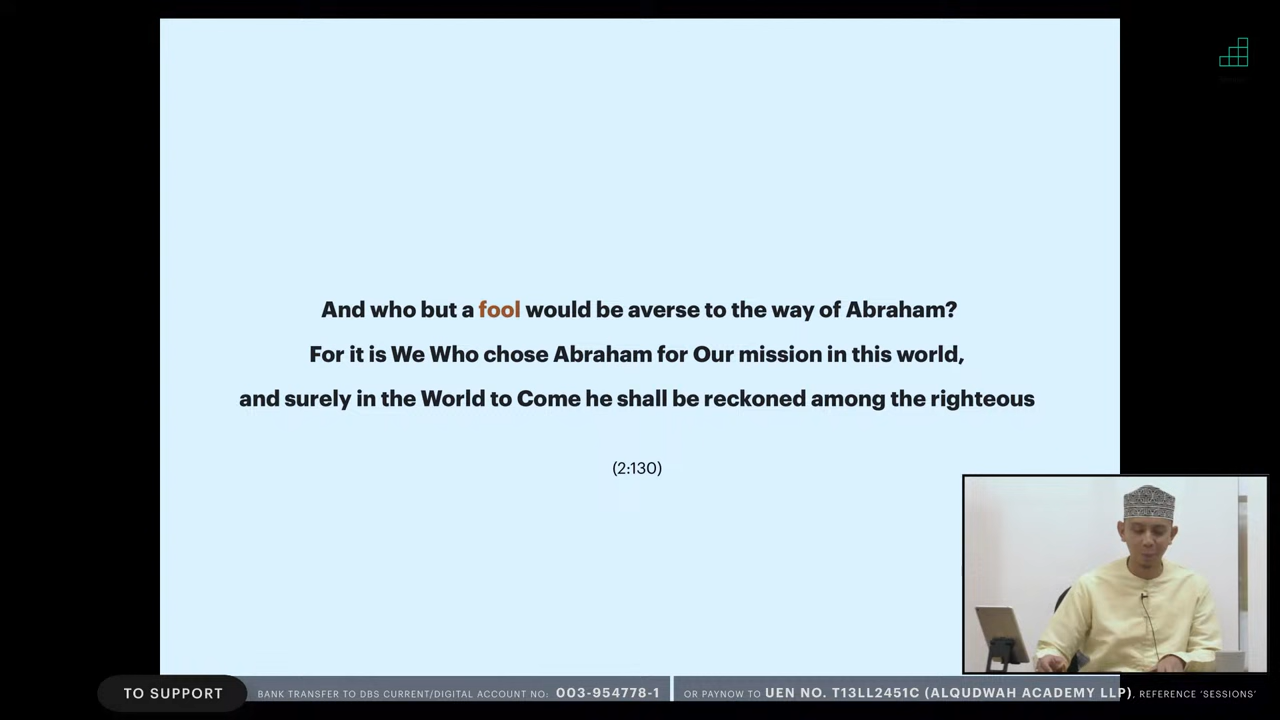 And who but a fool would be averse to the way of Abraham?
For it is We Who chose Abraham for Our mission in this world,
and surely in the World to Come he shall be reckoned among the righteous
(2:130)
TO SUPPORT
BANK TRANSFER TO DBS CURRENT/DIGITAL ACCOUNT NO: 003-954778-1
OR PAYNOW TO UEN NO. T13LL2451C (ALQUDWAH ACADEMY LLP), REFERENCE 'SESSIONS'